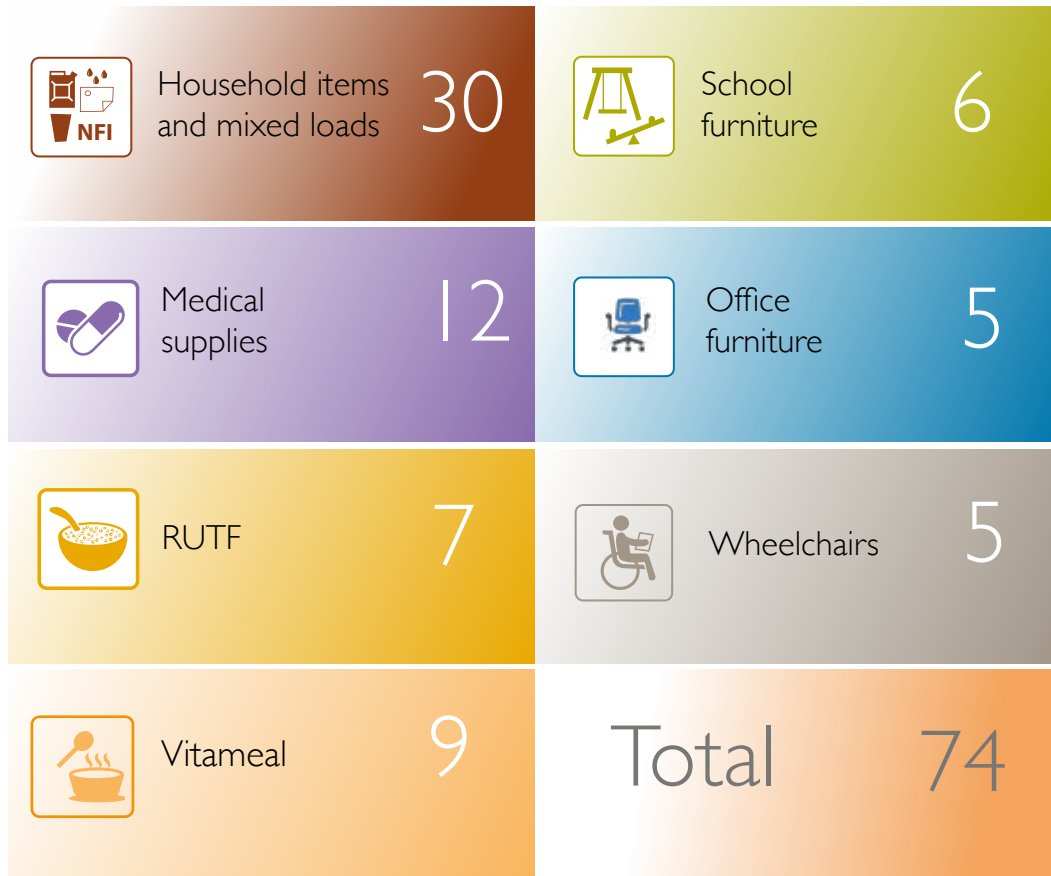 NFI
Household items
and mixed loads
30
School
furniture
6
Medical
supplies
12
Office
furniture
5
RUTF
7
Wheelchairs
5
Vitameal
9
Total
74